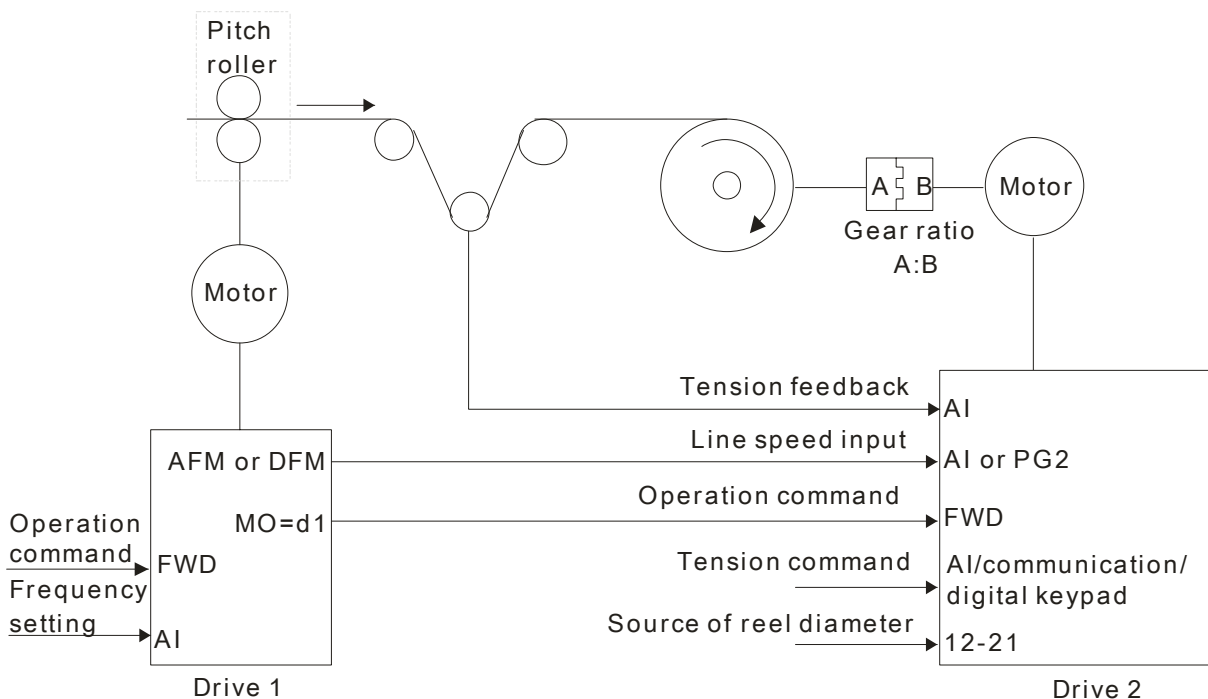 Pitch
roller
A
B
Motor
Gear ratio
A:B
Motor
Tension feedback
AI
Line speed input
AFM or DFM
AI or PG2
Operation command
MO=d1
FWD
Operation
command
FWD
Tension command
AI/communication/
digital keypad
Frequency
setting
AI
Source of reel diameter
12-21
Drive 1
Drive 2